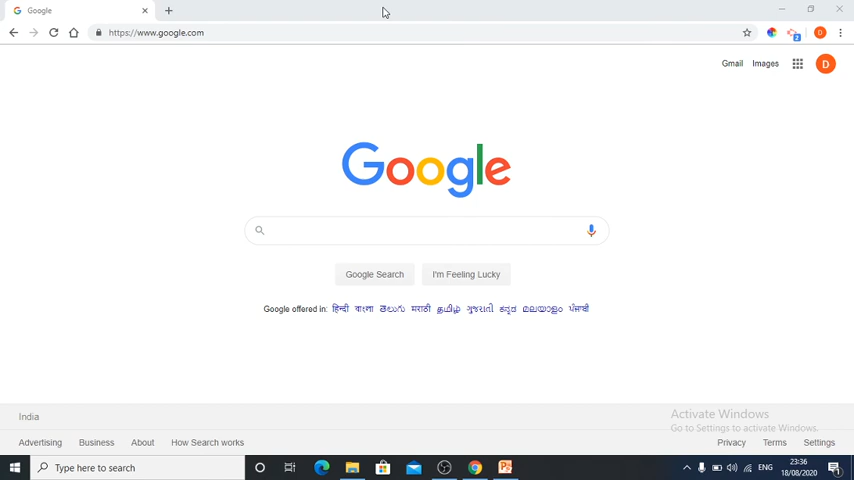 Google
https://www.google.com
D
2
Gmail Images
D
Google
Google Search I'm Feeling Lucky
Google offered in: हिन्दी বাংলা తెలుగు मराठी தமிழ் ગુજરાતી ಕನ್ನಡ മലയാളം ਪੰਜਾਬੀ
India
Activate Windows
Go to Settings to activate Windows.
Advertising Business About How Search works
Privacy Terms Settings
Type here to search
ENG
23:36
18/08/2020
1